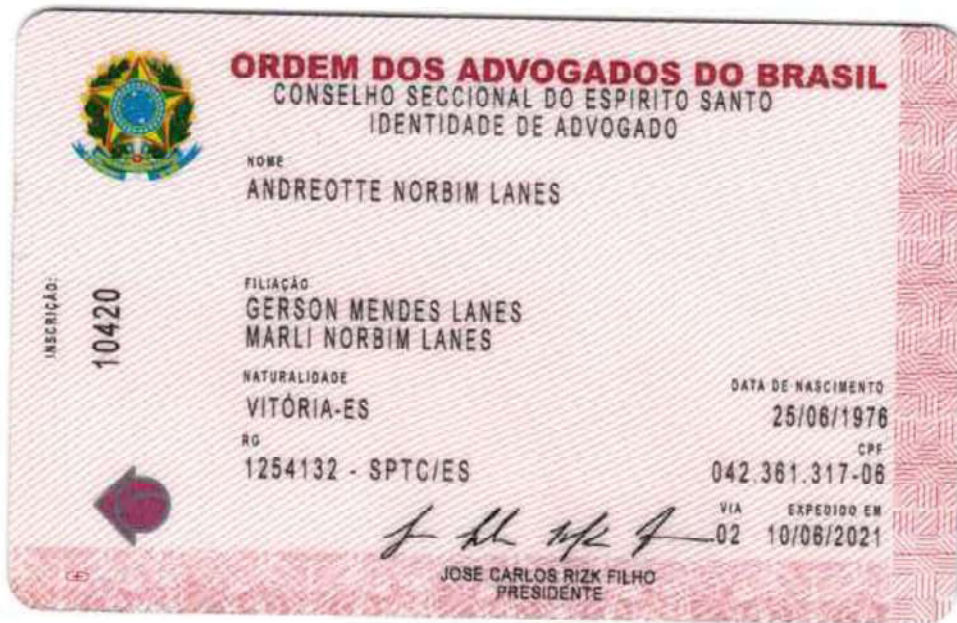 ORDEM DOS ADVOGADOS DO BRASIL
CONSELHO SECCIONAL DO ESPIRITO SANTO
IDENTIDADE DE ADVOGADO
NOME
ANDREOTTE NORBIM LANES
INSCRIÇÃO:
10420
FILIAÇÃO
GERSON MENDES LANES
MARLI NORBIM LANES
NATURALIDADE
VITÓRIA-ES
DATA DE NASCIMENTO
25/06/1976
RG
1254132 - SPTC/ES
CPF
042.361.317-06
VIA
02
EXPEDIDO EM
10/06/2021
JOSE CARLOS RIZK FILHO
PRESIDENTE